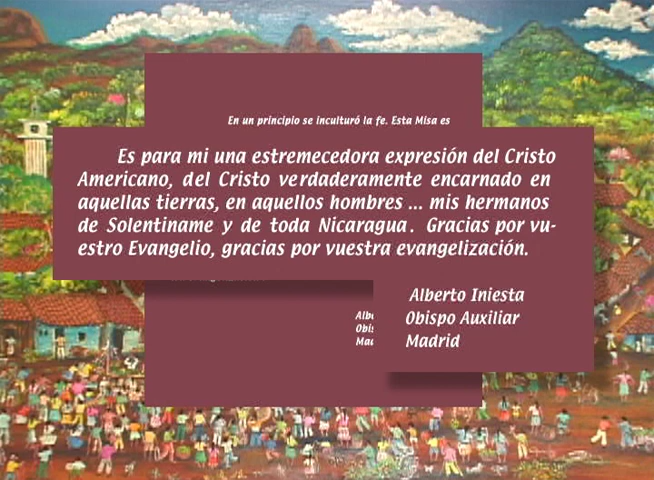 En un principio se inculturó la fe. Esta Misa es
Es para mi una estremecedora expresión del Cristo
Americano, del Cristo verdaderamente encarnado en
aquellas tierras, en aquellos hombres ... mis hermanos
de Solentiname y de toda Nicaragua. Gracias por vu-
estro Evangelio, gracias por vuestra evangelización.
Alberto Iniesta
Obispo Auxiliar
Madrid